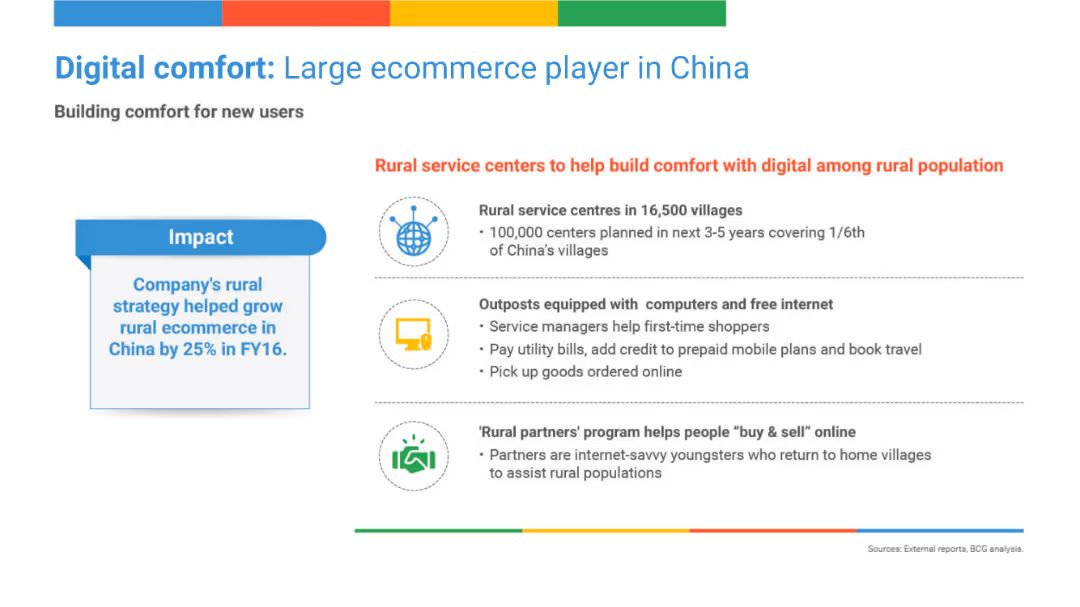 Digital comfort: Large ecommerce player in China
Building comfort for new users
Rural service centers to help build comfort with digital among rural population
Impact
Company's rural
strategy helped grow
rural ecommerce in
China by 25% in FY16.
Rural service centres in 16,500 villages
• 100,000 centers planned in next 3-5 years covering 1/6th
of China's villages
Outposts equipped with computers and free internet
• Service managers help first-time shoppers
• Pay utility bills, add credit to prepaid mobile plans and book travel
• Pick up goods ordered online
'Rural partners' program helps people “buy & sell” online
• Partners are internet-savvy youngsters who return to home villages
to assist rural populations
Sources: External reports, BCG analysis.